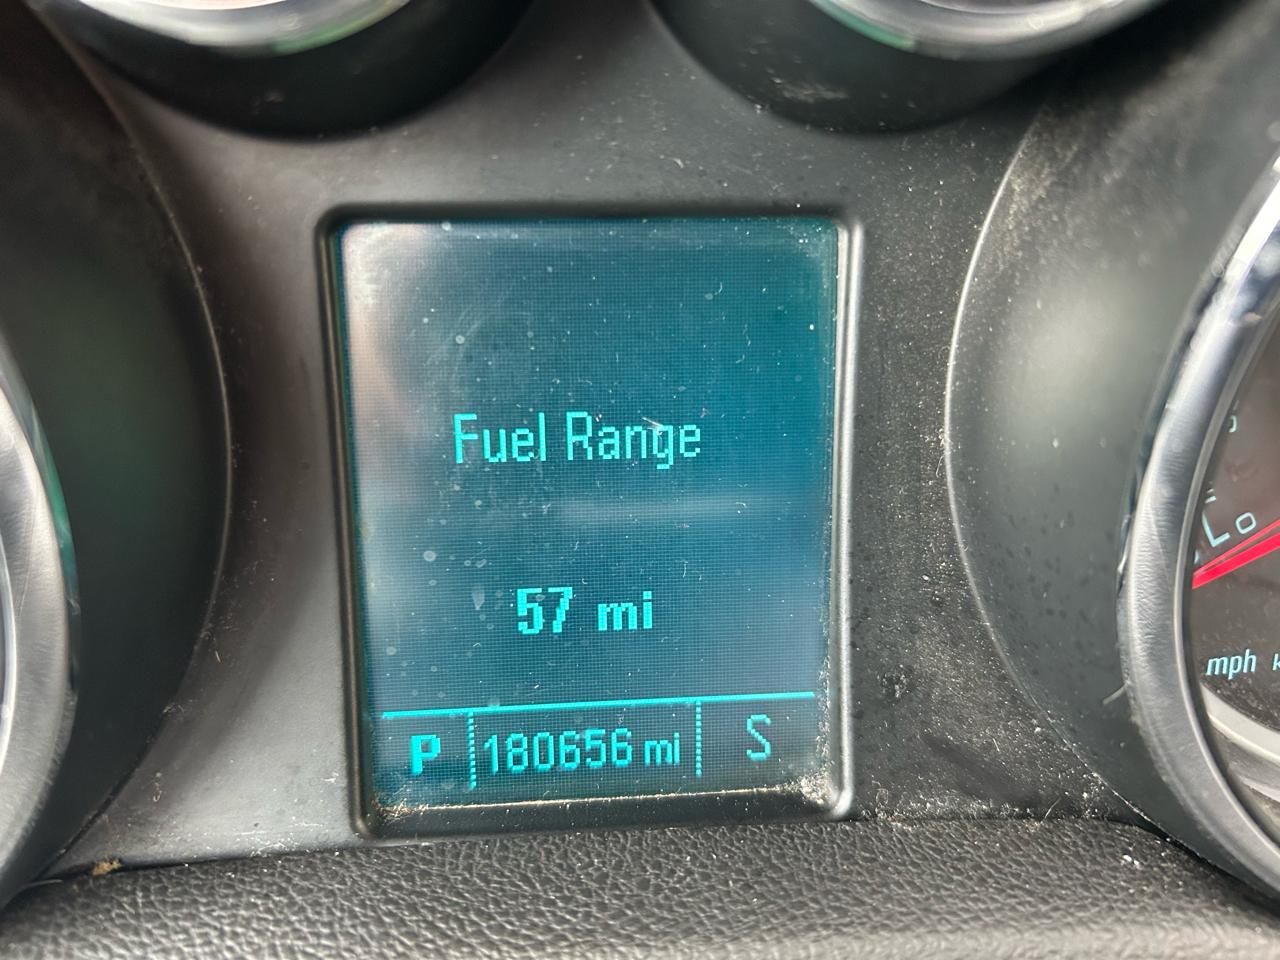 Fuel Range
57 mi
P 180656 mi S
mph